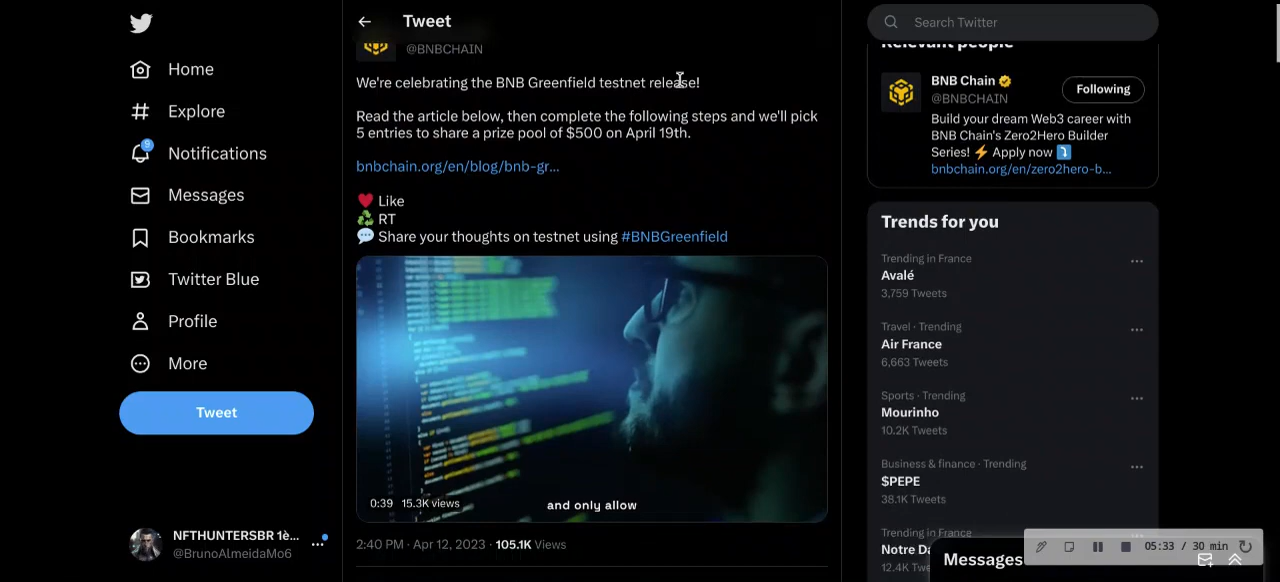 Home
Explore
9
Notifications
Messages
Bookmarks
Twitter Blue
Profile
More
Tweet
NFTHUNTERSBR 1è...
@BrunoAlmeidaMo6
Tweet
@BNBCHAIN
We're celebrating the BNB Greenfield testnet release!
Read the article below, then complete the following steps and we'll pick
5 entries to share a prize pool of $500 on April 19th.
bnbchain.org/en/blog/bnb-gr...
Like
RT
Share your thoughts on testnet using #BNBGreenfield
and only allow
0:39 15.3K views
2:40 PM · Apr 12, 2023 · 105.1K Views
Search Twitter
Relevant people
BNB Chain
@BNBCHAIN
Following
Build your dream Web3 career with
BNB Chain's Zero2Hero Builder
Series! ⚡ Apply now ⤵
bnbchain.org/en/zero2hero-b...
Trends for you
Trending in France
Avalé
3,759 Tweets
Travel · Trending
Air France
6,663 Tweets
Sports · Trending
Mourinho
10.2K Tweets
Business & finance · Trending
$PEPE
38.1K Tweets
Trending in France
Notre Da
12.4K Twe
Messages
05:33 / 30 min